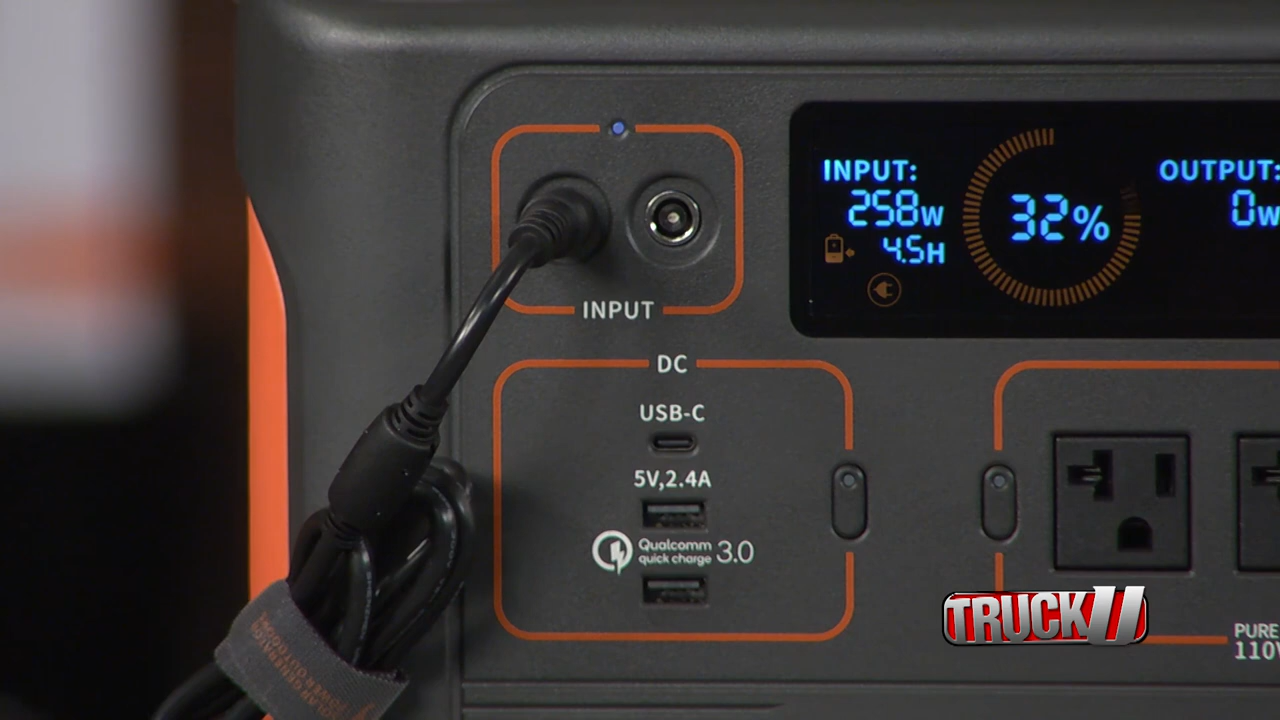 INPUT:
258W
4.5H
32%
OUTPUT:
0W
INPUT
DC
USB-C
5V,2.4A
Qualcomm
quick charge 3.0
TRUCK U
PURE
110V